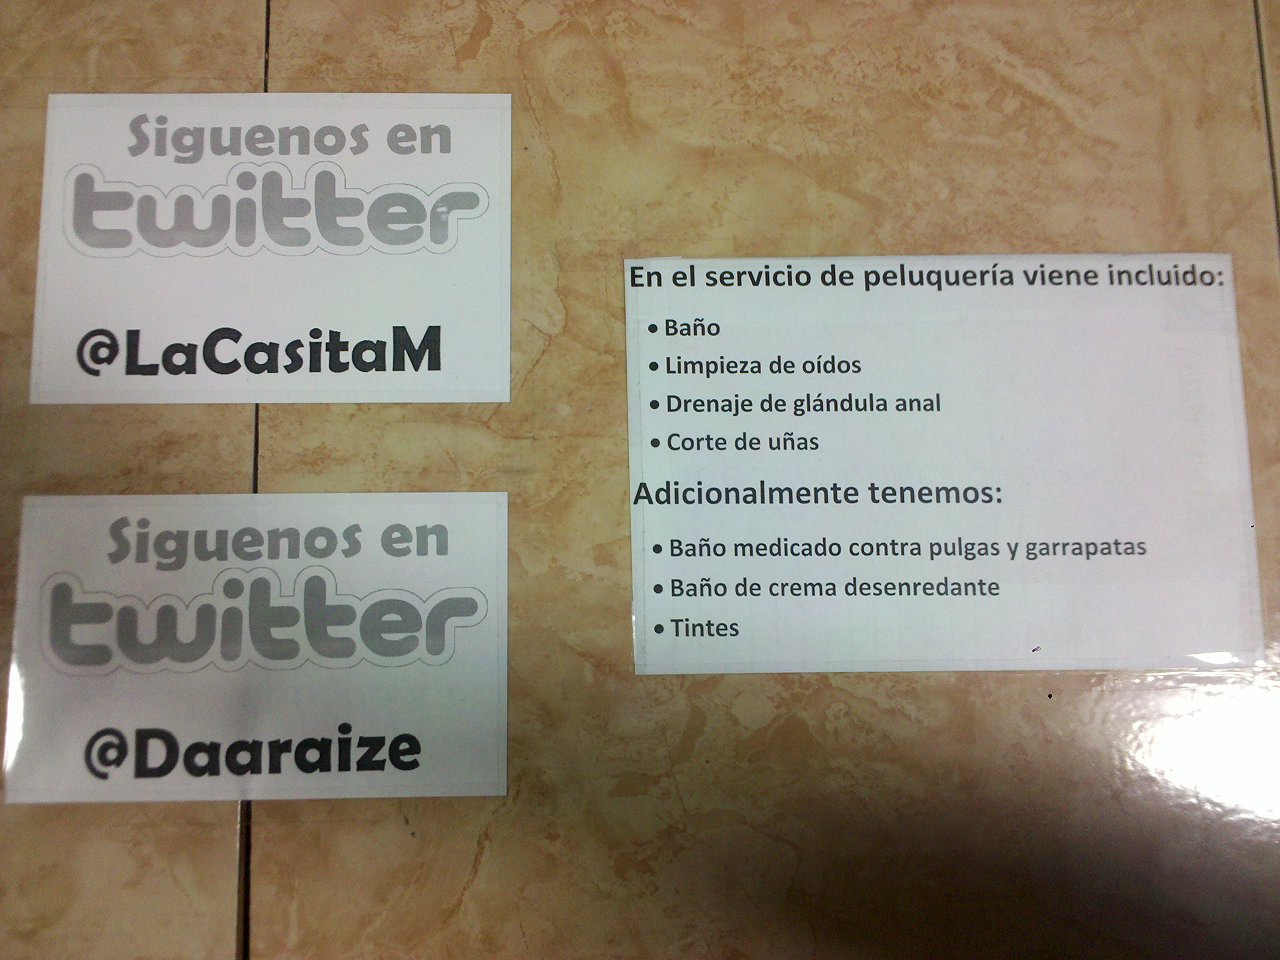 Siguenos en
twitter
@LaCasitaM
Siguenos en
twitter
@Daaraize
En el servicio de peluquería viene incluido:
• Baño
• Limpieza de oídos
• Drenaje de glándula anal
• Corte de uñas
Adicionalmente tenemos:
• Baño medicado contra pulgas y garrapatas
• Baño de crema desenredante
• Tintes